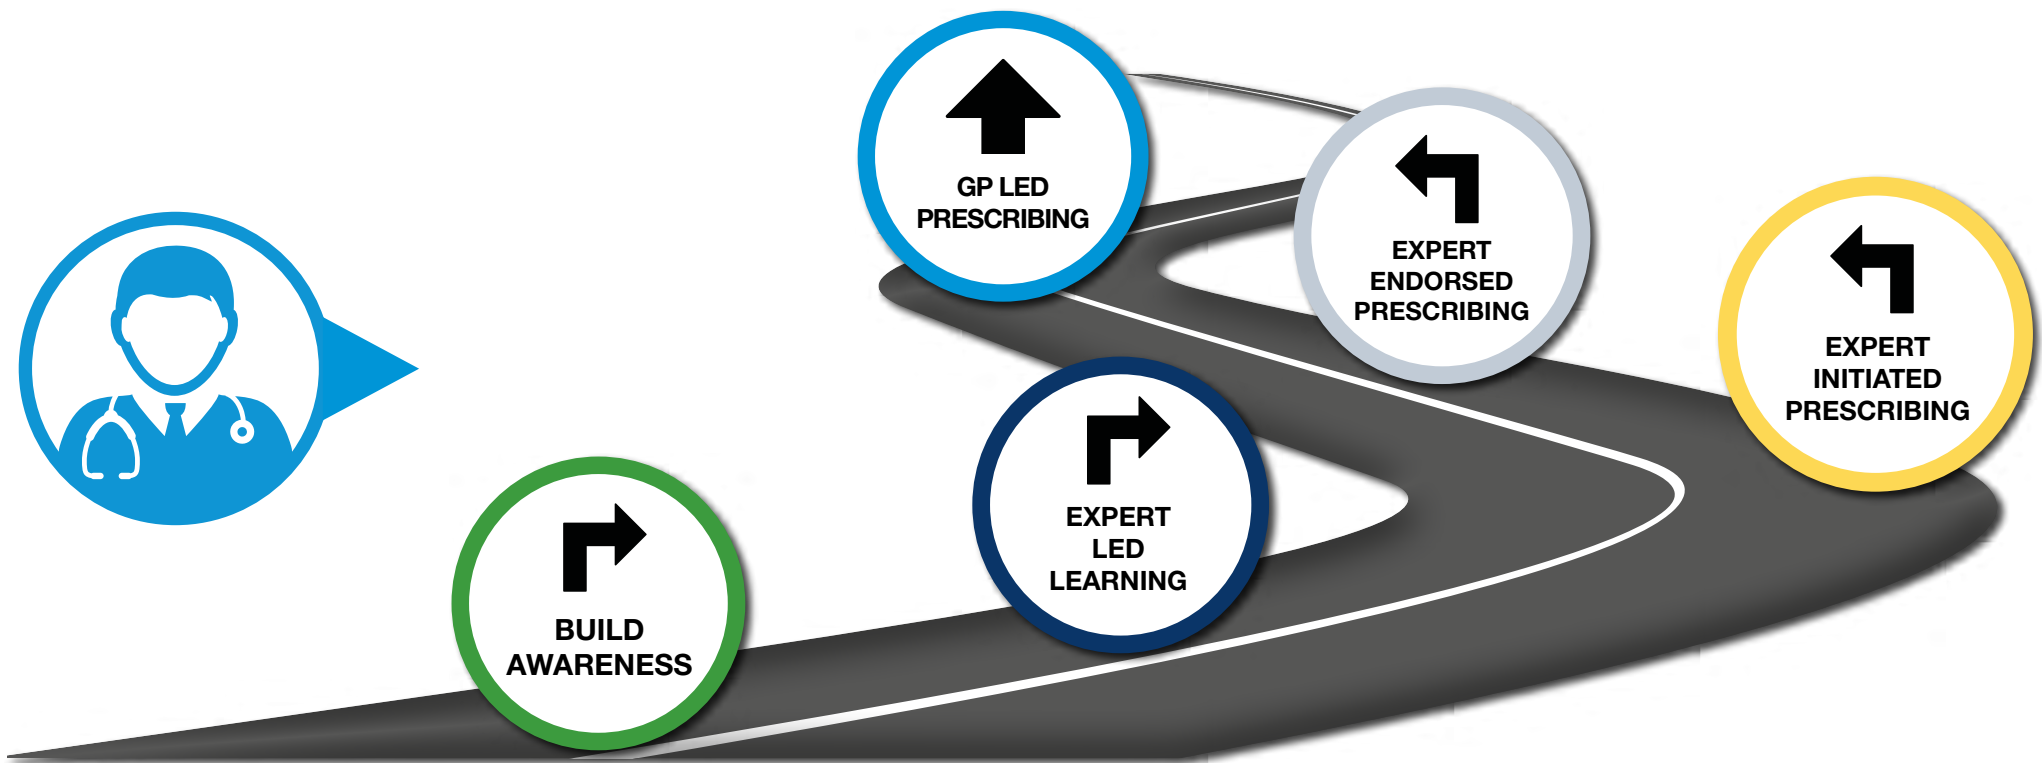 GP LED
PRESCRIBING
EXPERT
ENDORSED
PRESCRIBING
EXPERT
INITIATED
PRESCRIBING
EXPERT
LED
LEARNING
BUILD
AWARENESS